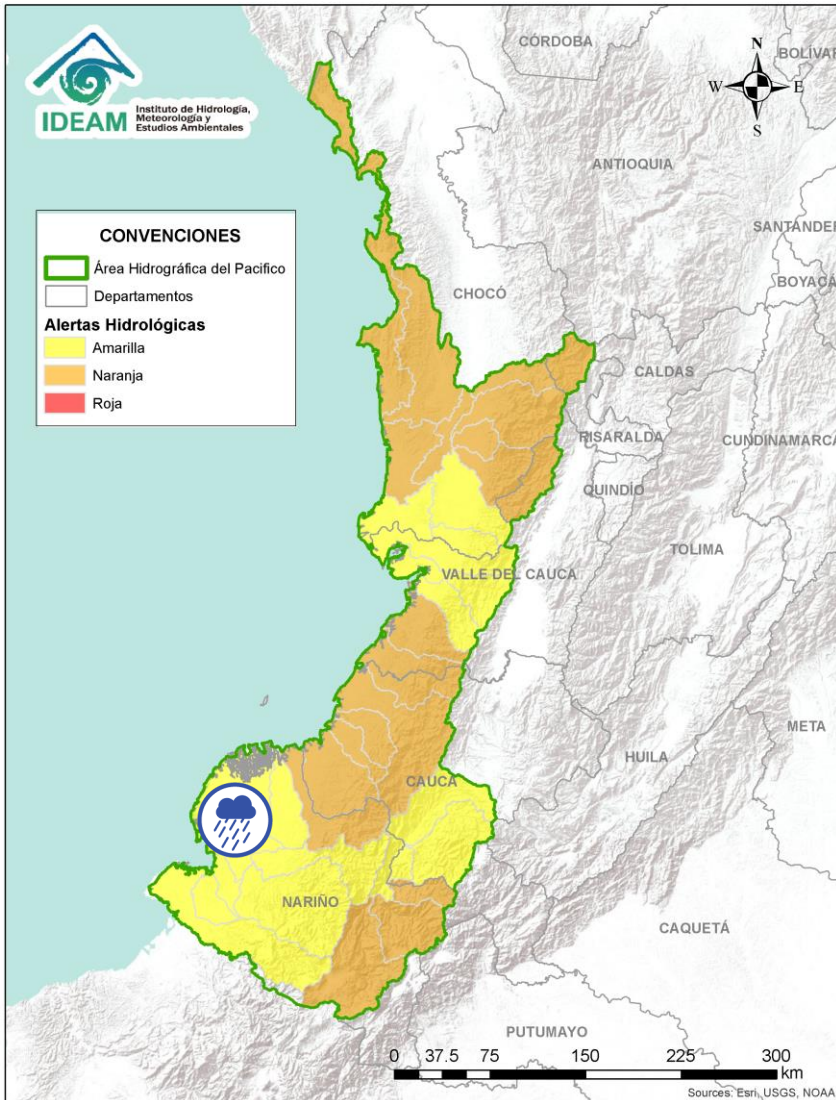 IDEAM
Instituto de Hidrología,
Meteorología y
Estudios Ambientales
CÓRDOBA
BOLÍVAR
N
W
E
S
ANTIOQUIA
SANTANDER
BOYACÁ
CONVENCIONES
Área Hidrográfica del Pacifico
Departamentos
Alertas Hidrológicas
Amarilla
Naranja
Roja
CHOCÓ
CALDAS
RISARALDA
CUNDINAMARCA
QUINDÍO
TOLIMA
VALLE DEL CAUCA
META
HUILA
CAUCA
NARIÑO
CAQUETÁ
PUTUMAYO
0 37.5 75 150 225 300
km
Sources: Esri, USGS, NOAA